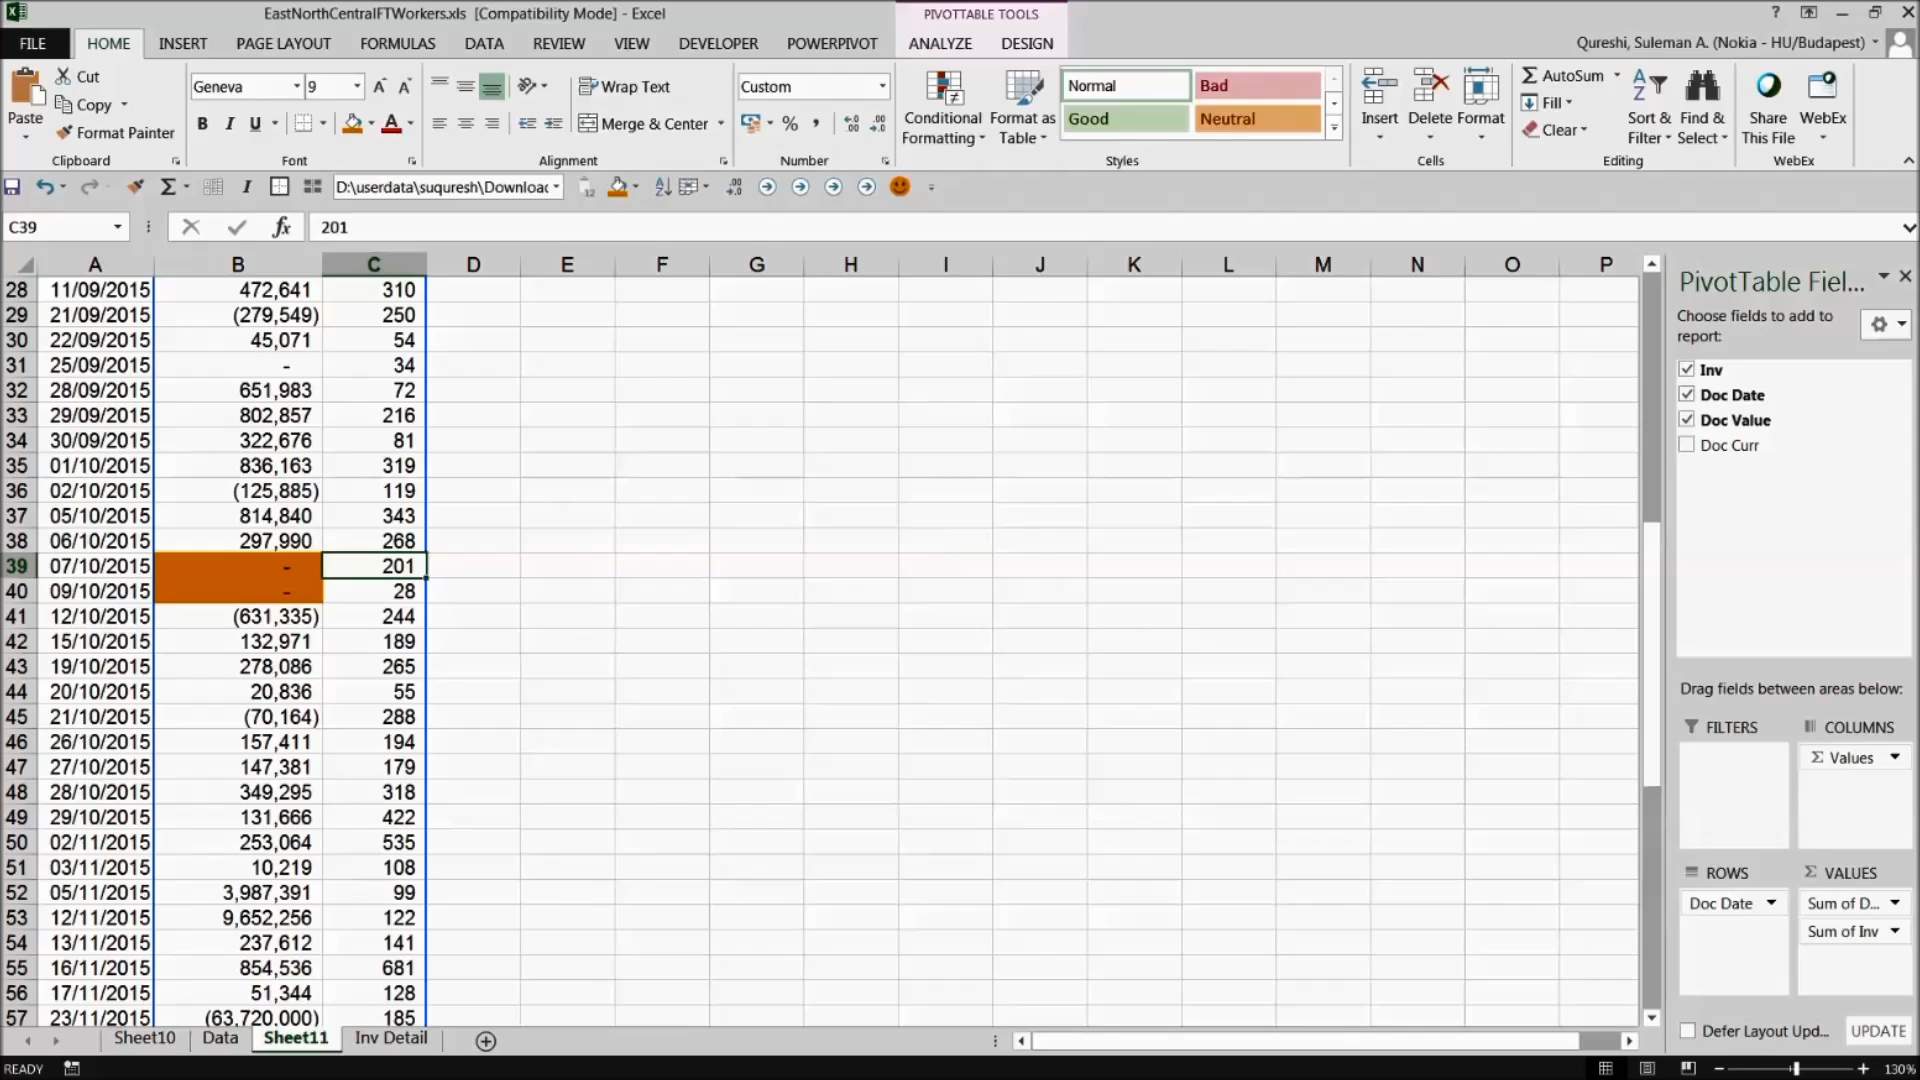 EastNorthCentralFTWorkers.xls [Compatibility Mode] - Excel
PIVOTTABLE TOOLS
?
FILE HOME INSERT PAGE LAYOUT FORMULAS DATA REVIEW VIEW DEVELOPER POWERPIVOT ANALYZE DESIGN
Qureshi, Suleman A. (Nokia - HU/Budapest)
Paste
Cut
Copy
Format Painter
Clipboard
Geneva 9
B I U
Font
Wrap Text
Merge & Center
Alignment
Custom
%
Number
Conditional Formatting
Format as Table
Normal Bad
Good Neutral
Styles
Insert Delete Format
Cells
AutoSum
Fill
Clear
Sort & Filter
Find & Select
Editing
Share This File
WebEx
WebEx
D:\userdata\suquresh\Downloac
C39 fx 201
A B C D E F G H I J K L M N O P
28 11/09/2015 472,641 310
29 21/09/2015 (279,549) 250
30 22/09/2015 45,071 54
31 25/09/2015 - 34
32 28/09/2015 651,983 72
33 29/09/2015 802,857 216
34 30/09/2015 322,676 81
35 01/10/2015 836,163 319
36 02/10/2015 (125,885) 119
37 05/10/2015 814,840 343
38 06/10/2015 297,990 268
39 07/10/2015 - 201
40 09/10/2015 - 28
41 12/10/2015 (631,335) 244
42 15/10/2015 132,971 189
43 19/10/2015 278,086 265
44 20/10/2015 20,836 55
45 21/10/2015 (70,164) 288
46 26/10/2015 157,411 194
47 27/10/2015 147,381 179
48 28/10/2015 349,295 318
49 29/10/2015 131,666 422
50 02/11/2015 253,064 535
51 03/11/2015 10,219 108
52 05/11/2015 3,987,391 99
53 12/11/2015 9,652,256 122
54 13/11/2015 237,612 141
55 16/11/2015 854,536 681
56 17/11/2015 51,344 128
57 23/11/2015 (63,720,000) 185
PivotTable Fiel...
Choose fields to add to
report:
Inv
Doc Date
Doc Value
Doc Curr
Drag fields between areas below:
FILTERS COLUMNS
Σ Values
ROWS Σ VALUES
Doc Date Sum of D...
Sum of Inv
Defer Layout Upd... UPDATE
Sheet10 Data Sheet11 Inv Detail
READY 130%